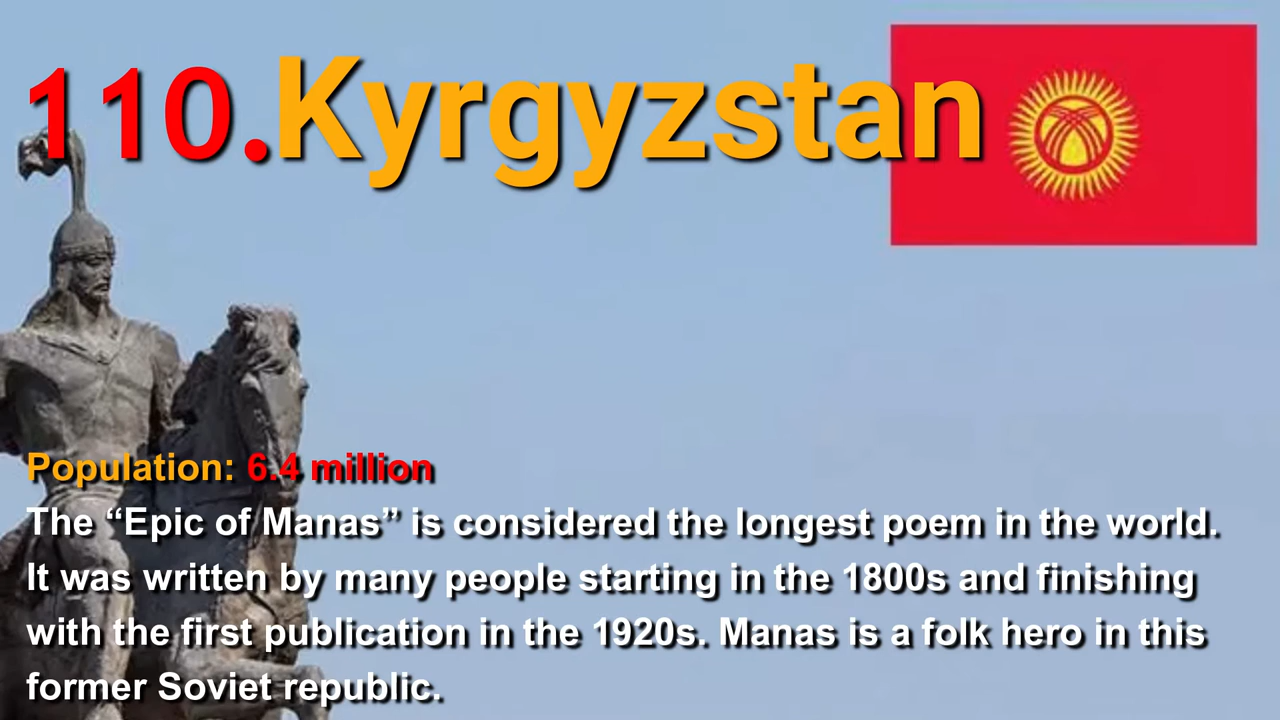 110.Kyrgyzstan
Population: 6.4 million
The “Epic of Manas” is considered the longest poem in the world.
It was written by many people starting in the 1800s and finishing
with the first publication in the 1920s. Manas is a folk hero in this
former Soviet republic.